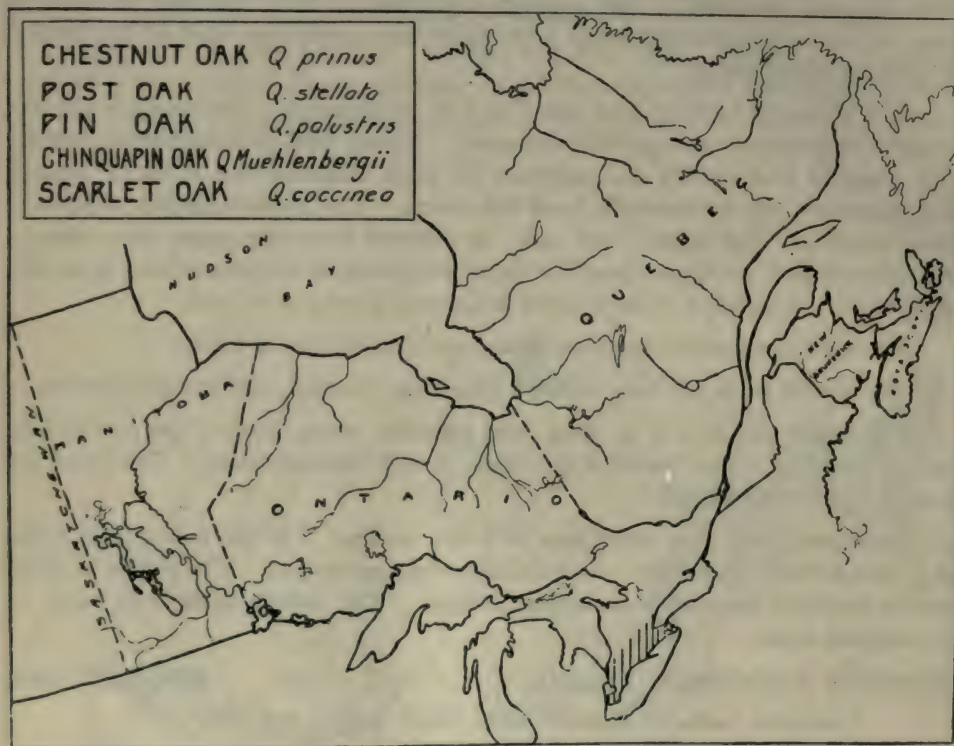 CHESTNUT OAK Q prinus
POST OAK Q. stellata
PIN OAK Q. palustris
CHINQUAPIN OAK Q Muehlenbergii
SCARLET OAK Q. coccinea
HUDSON
BAY
QUEBEC
NEW
BRUNSWICK
MANITOBA
ONTARIO